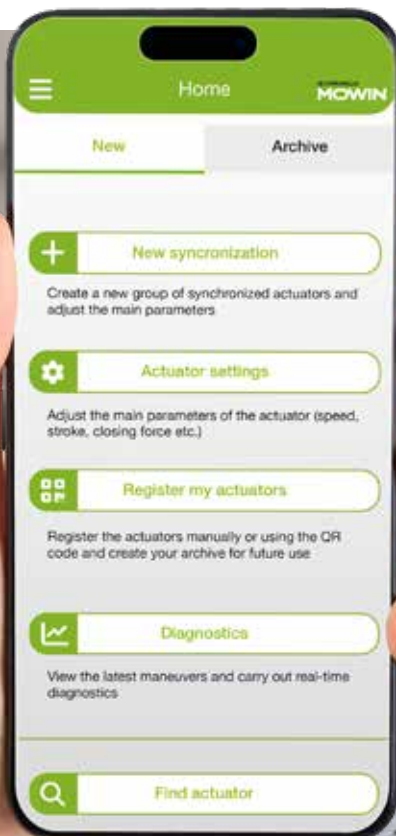 Home
MOWIN
New
Archive
New syncronization
Create a new group of synchronized actuators and
adjust the main parameters
Actuator settings
Adjust the main parameters of the actuator (speed,
stroke, closing force etc.)
Register my actuators
Register the actuators manually or using the QR
code and create your archive for future use
Diagnostics
View the latest maneuvers and carry out real-time
diagnostics
Find actuator